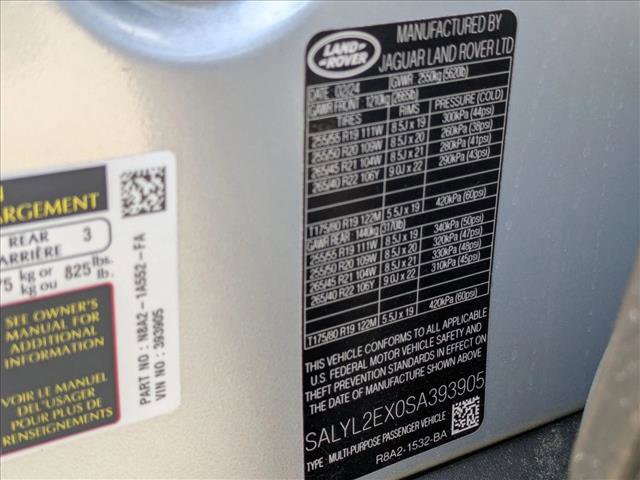 N
ARGEMENT
REAR 3
ARRIÈRE
75 kg or 825 lbs.
kg ou lb.
SEE OWNER'S
MANUAL FOR
ADDITIONAL
INFORMATION
VOIR LE MANUEL
DEL'USAGER
POUR PLUS DE
RENSEIGNEMENTS
PART NO : N8A2-1A552-FA
VIN NO : 393905
LAND-
-ROVER
MANUFACTURED BY
JAGUAR LAND ROVER LTD
DATE: 02/24 GVWR 2550kg (5620lb)
GAWR FRONT 1210kg (2665lb)
TIRES RIMS PRESSURE (COLD)
255/55 R19 111W 8.5J x 19 300kPa (44psi)
255/50 R20 109W 8.5J x 20 260kPa (38psi)
265/45 R21 104W 8.5J x 21 280kPa (41psi)
265/40 R22 106Y 9.0J x 22 290kPa (43psi)
T175/80 R19 122M 5.5J x 19 420kPa (60psi)
GAWR REAR 1440kg (3170lb)
255/55 R19 111W 8.5J x 19 340kPa (50psi)
255/50 R20 109W 8.5J x 20 320kPa (47psi)
265/45 R21 104W 8.5J x 21 330kPa (48psi)
265/40 R22 106Y 9.0J x 22 310kPa (45psi)
T175/80 R19 122M 5.5J x 19 420kPa (60psi)
THIS VEHICLE CONFORMS TO ALL APPLICABLE
U.S. FEDERAL MOTOR VEHICLE SAFETY AND
THEFT PREVENTION STANDARDS IN EFFECT ON
THE DATE OF MANUFACTURE SHOWN ABOVE
SALYL2EX0SA393905
TYPE : MULTI-PURPOSE PASSENGER VEHICLE
R8A2-1532-BA